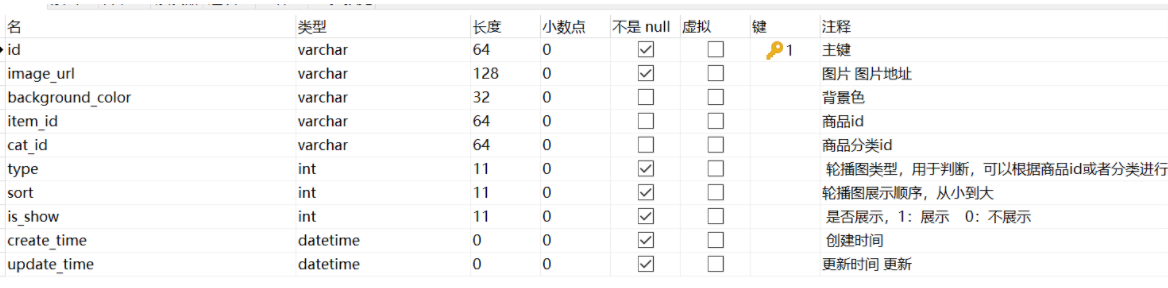 名 类型 长度 小数点 不是 null 虚拟 键 注释
id varchar 64 0 1 主键
image_url varchar 128 0 图片 图片地址
background_color varchar 32 0 背景色
item_id varchar 64 0 商品id
cat_id varchar 64 0 商品分类id
type int 11 0 轮播图类型，用于判断，可以根据商品id或者分类进行
sort int 11 0 轮播图展示顺序，从小到大
is_show int 11 0 是否展示，1：展示 0：不展示
create_time datetime 0 0 创建时间
update_time datetime 0 0 更新时间 更新